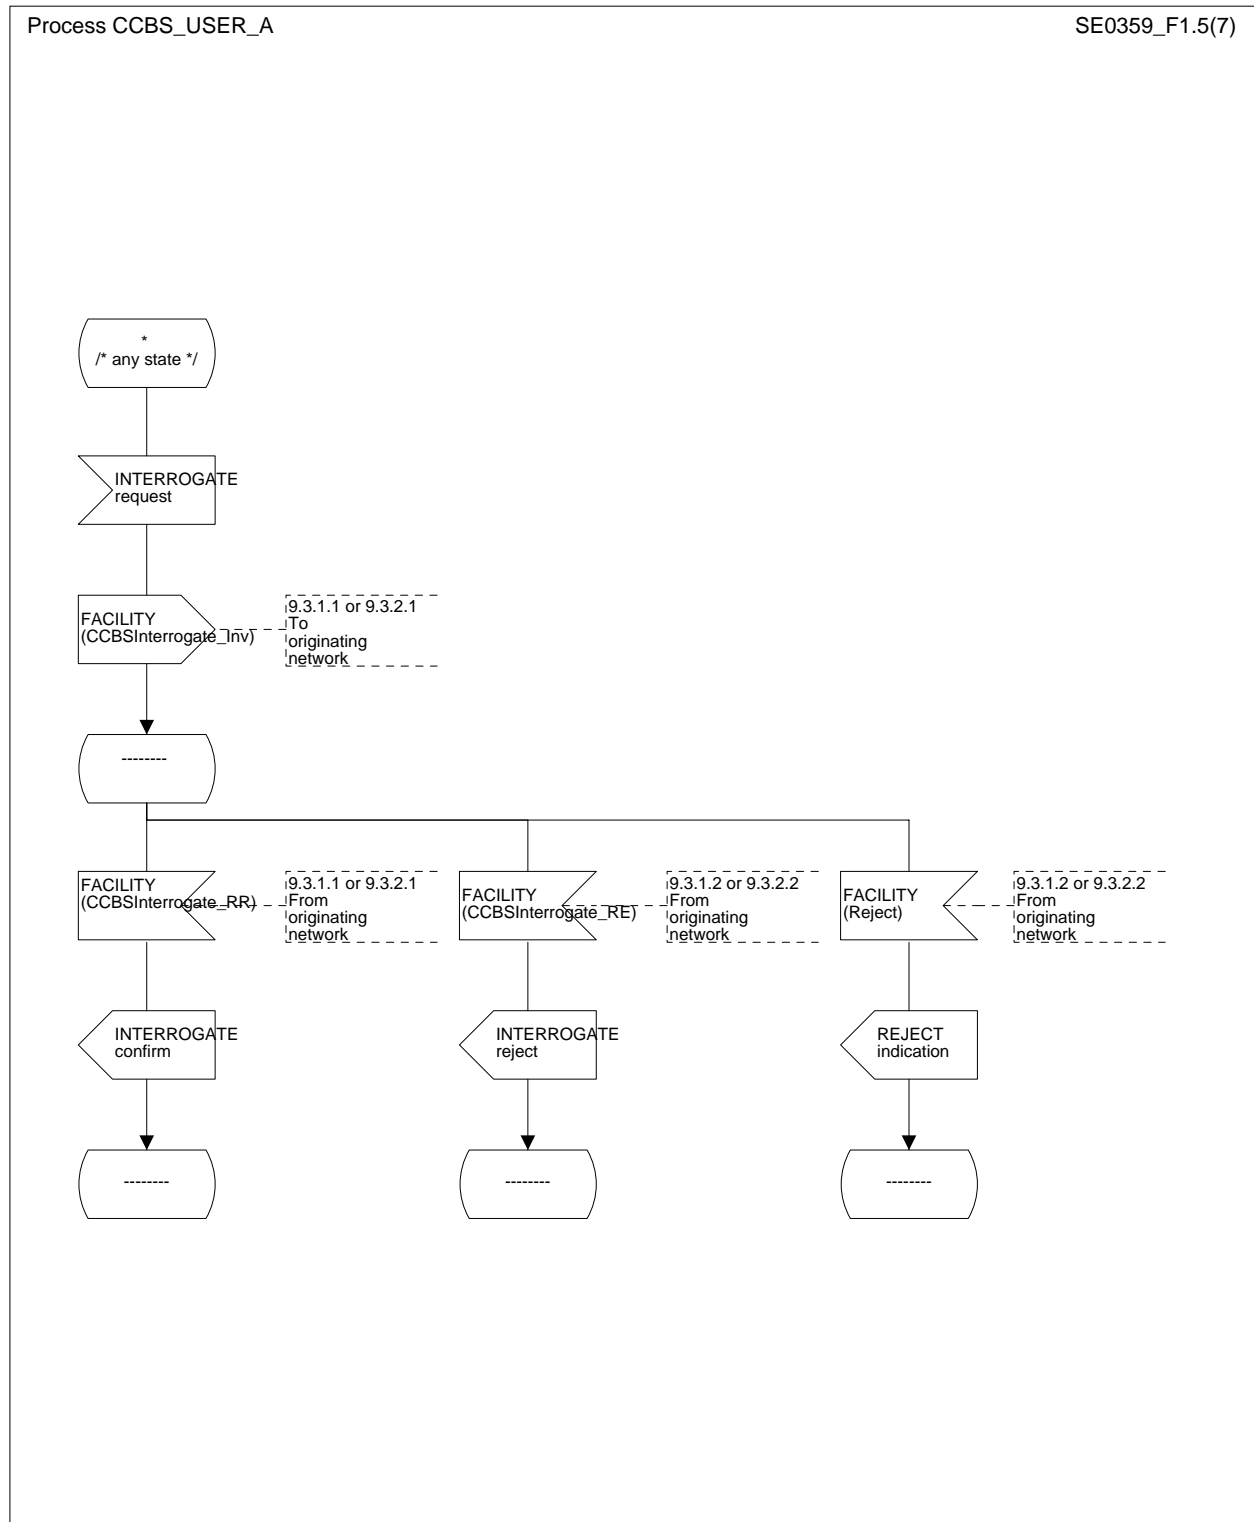 Process CCBS_USER_A
SE0359_F1.5(7)
*
/* any state */
INTERROGATE
request
FACILITY
(CCBSInterrogate_Inv)
9.3.1.1 or 9.3.2.1
To
originating
network
--------
FACILITY
(CCBSInterrogate_RR)
9.3.1.1 or 9.3.2.1
From
originating
network
FACILITY
(CCBSInterrogate_RE)
9.3.1.2 or 9.3.2.2
From
originating
network
FACILITY
(Reject)
9.3.1.2 or 9.3.2.2
From
originating
network
INTERROGATE
confirm
INTERROGATE
reject
REJECT
indication
--------
--------
--------